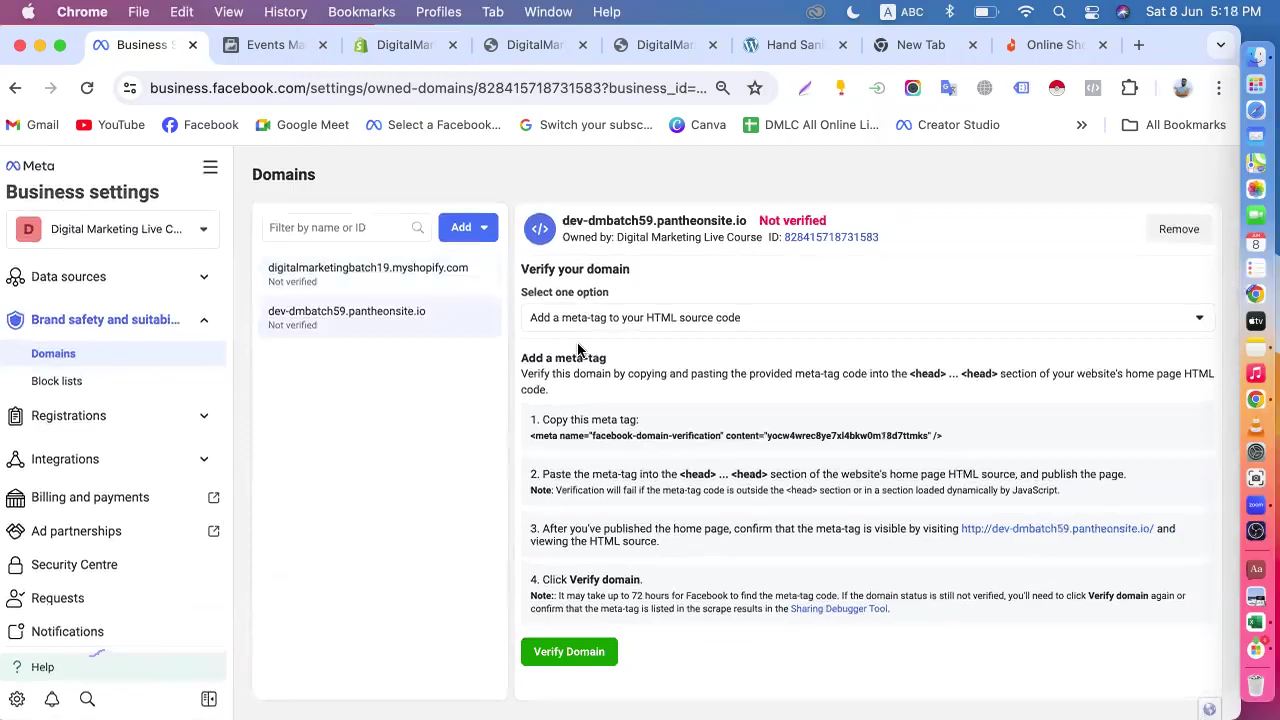 Chrome File Edit View History Bookmarks Profiles Tab Window Help A ABC Sat 8 Jun 5:18 PM
Business S Events Ma DigitalMar DigitalMar DigitalMar Hand Sani New Tab Online Sho
business.facebook.com/settings/owned-domains/828415718731583?business_id=...
Gmail YouTube Facebook Google Meet Select a Facebook... Switch your subsc... Canva DMLC All Online Li... Creator Studio All Bookmarks
Meta
Business settings
D Digital Marketing Live C...
Data sources
Brand safety and suitabi...
Domains
Block lists
Registrations
Integrations
Billing and payments
Ad partnerships
Security Centre
Requests
Notifications
? Help
Domains
Filter by name or ID Add
digitalmarketingbatch19.myshopify.com
Not verified
dev-dmbatch59.pantheonsite.io
Not verified
dev-dmbatch59.pantheonsite.io Not verified
Owned by: Digital Marketing Live Course ID: 828415718731583
Remove
Verify your domain
Select one option
Add a meta-tag to your HTML source code
Add a meta-tag
Verify this domain by copying and pasting the provided meta-tag code into the <head> ... <head> section of your website's home page HTML
code.
1. Copy this meta tag:
<meta name="facebook-domain-verification" content="yocw4wrec8ye7xl4bkw0m18d7ttmks" />
2. Paste the meta-tag into the <head> ... <head> section of the website's home page HTML source, and publish the page.
Note: Verification will fail if the meta-tag code is outside the <head> section or in a section loaded dynamically by JavaScript.
3. After you've published the home page, confirm that the meta-tag is visible by visiting http://dev-dmbatch59.pantheonsite.io/ and
viewing the HTML source.
4. Click Verify domain.
Note:: It may take up to 72 hours for Facebook to find the meta-tag code. If the domain status is still not verified, you'll need to click Verify domain again or
confirm that the meta-tag is listed in the scrape results in the Sharing Debugger Tool.
Verify Domain